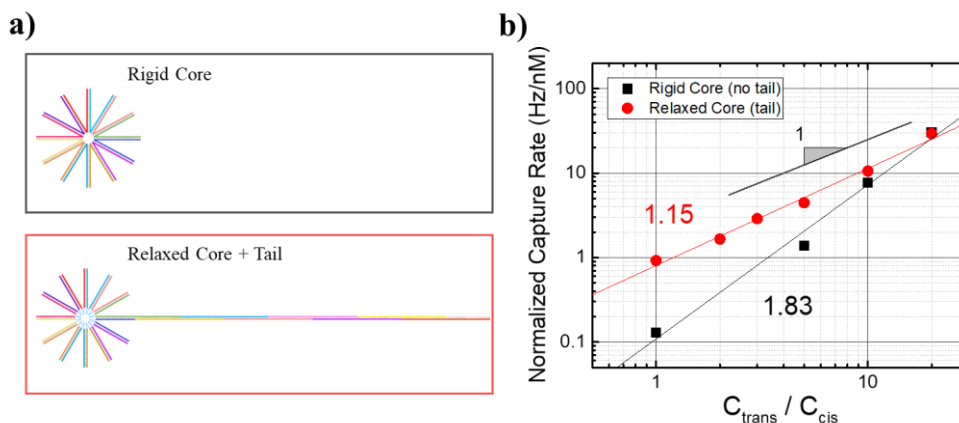 a)
Rigid Core
Relaxed Core + Tail
b)
Normalized Capture Rate (Hz/nM)
100
10
1
0.1
Rigid Core (no tail)
Relaxed Core (tail)
1
1.15
1.83
1
10
C_trans / C_cis